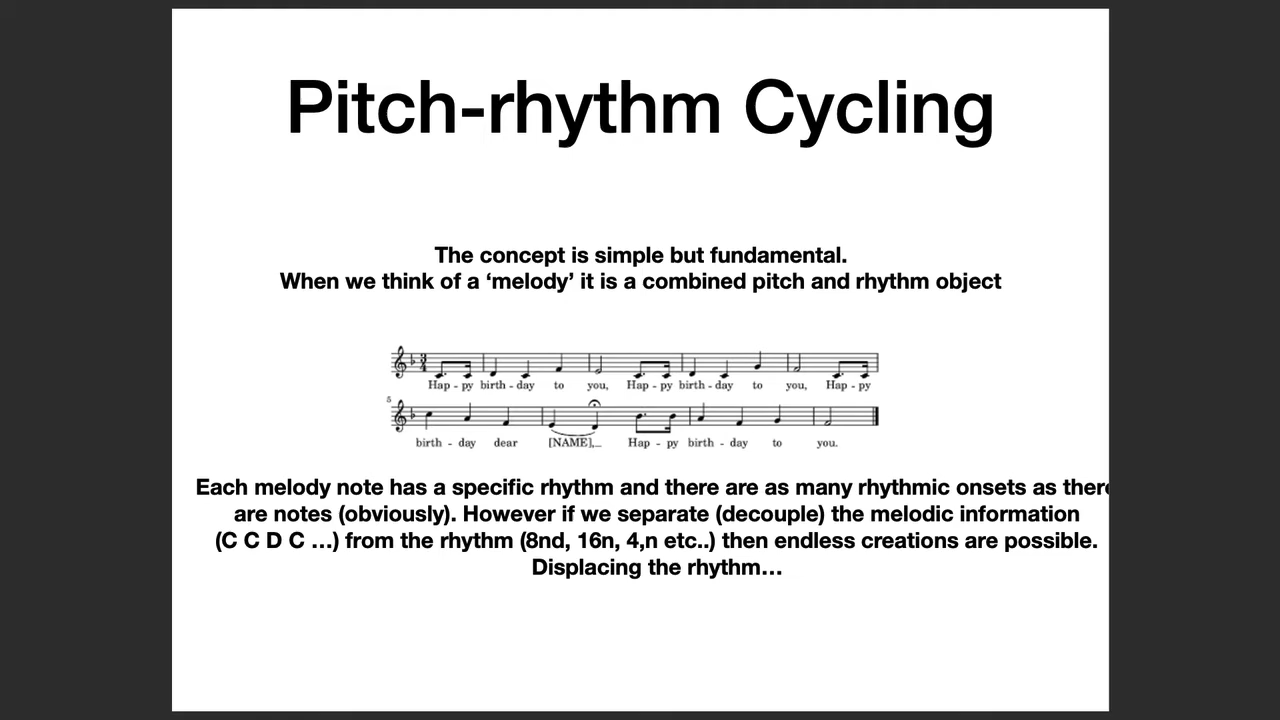 Pitch-rhythm Cycling
The concept is simple but fundamental.
When we think of a ‘melody’ it is a combined pitch and rhythm object
3
4
Hap - py birth - day to you, Hap - py birth - day to you, Hap - py
5
birth - day dear [NAME],__ Hap - py birth - day to you.
Each melody note has a specific rhythm and there are as many rhythmic onsets as there
are notes (obviously). However if we separate (decouple) the melodic information
(C C D C …) from the rhythm (8nd, 16n, 4,n etc..) then endless creations are possible.
Displacing the rhythm…